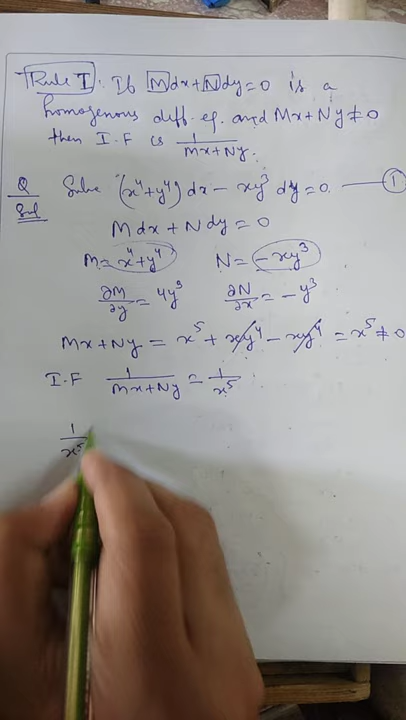 Rule I: If Mdx+Ndy=0 is a
homogenous diff. eq. and Mx+Ny≠0
then I.F is 1/(Mx+Ny).
Q Solve (x⁴+y⁴)dx - xy³ dy=0. — ①
Sol Mdx+Ndy=0
M=x⁴+y⁴ N=-xy³
∂M/∂y=4y³ ∂N/∂x=-y³
Mx+Ny = x⁵+xy⁴-xy⁴ = x⁵≠0
I.F 1/(Mx+Ny)=1/x⁵
1/x⁵